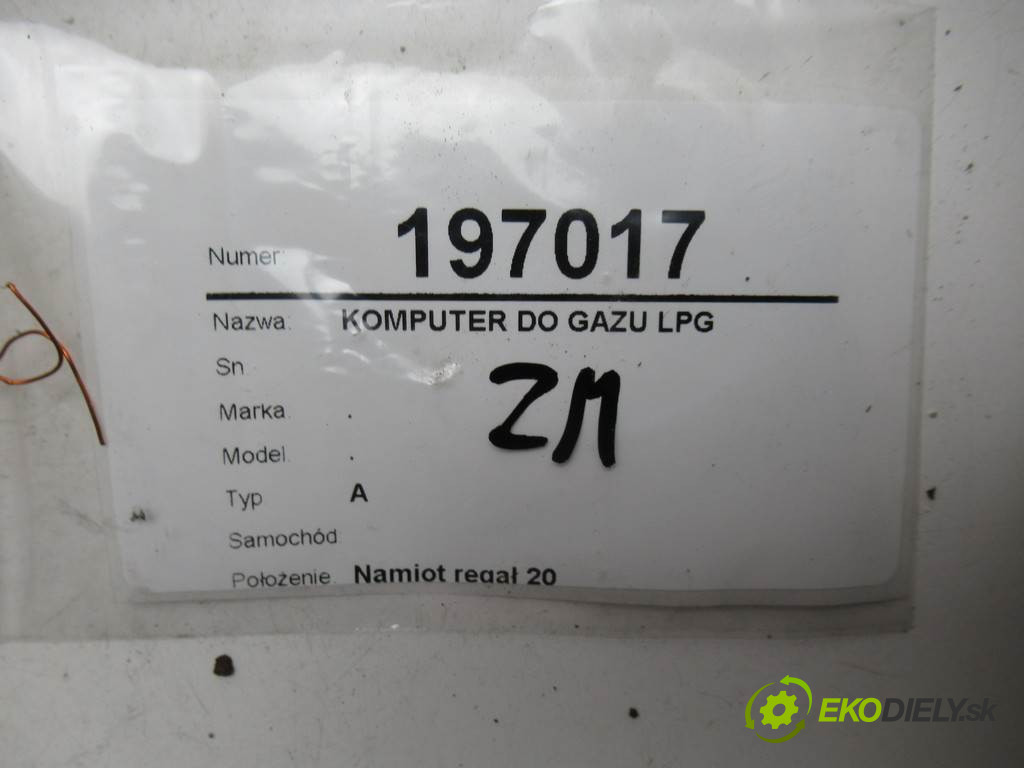 Numer: 197017
Nazwa: KOMPUTER DO GAZU LPG
Sn
ZM
Marka .
Model. .
Typ A
Samochód
Położenie. Namiot regał 20
EKODIELY.sk